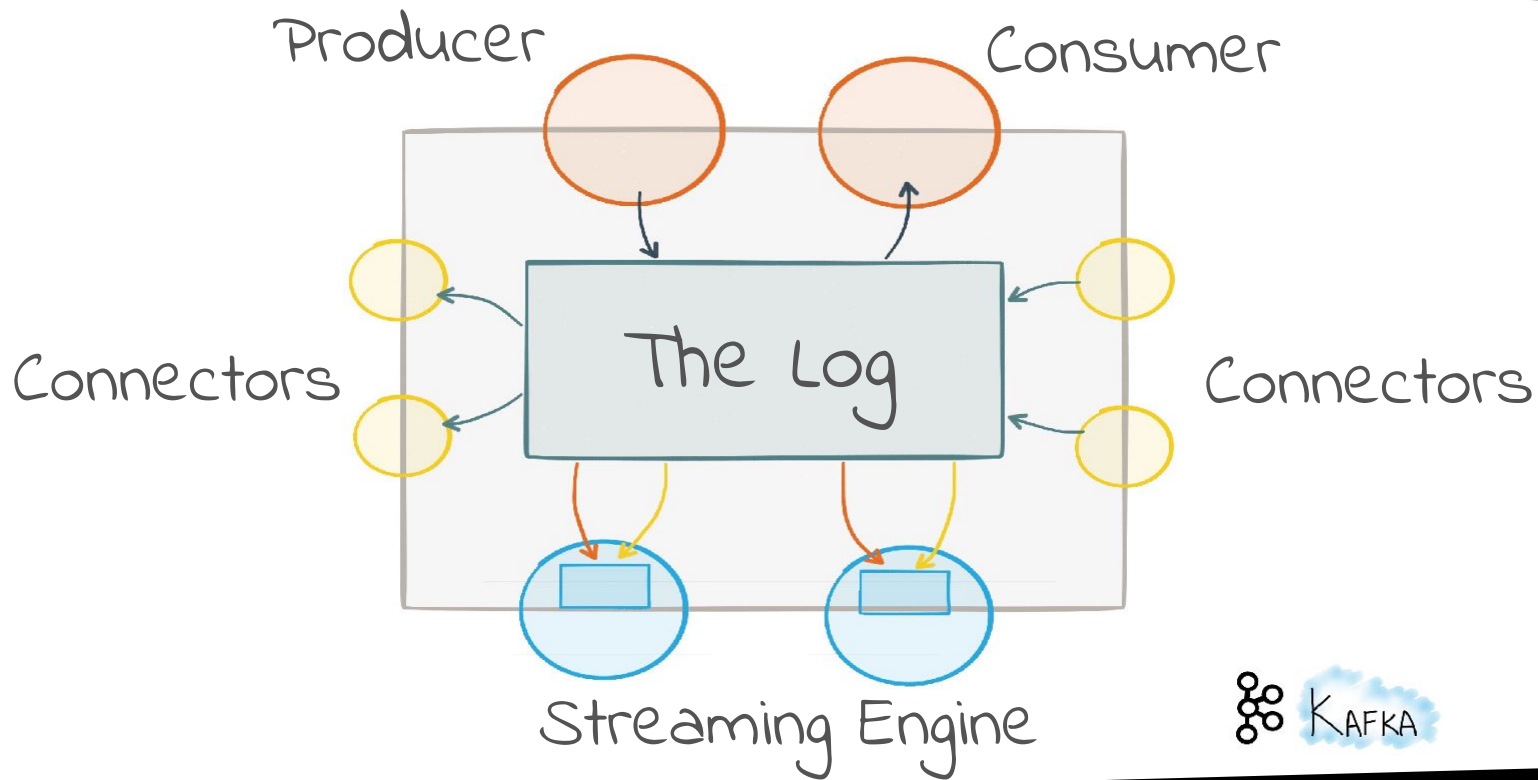 Producer
Consumer
The Log
Connectors
Connectors
Streaming Engine
KAFKA